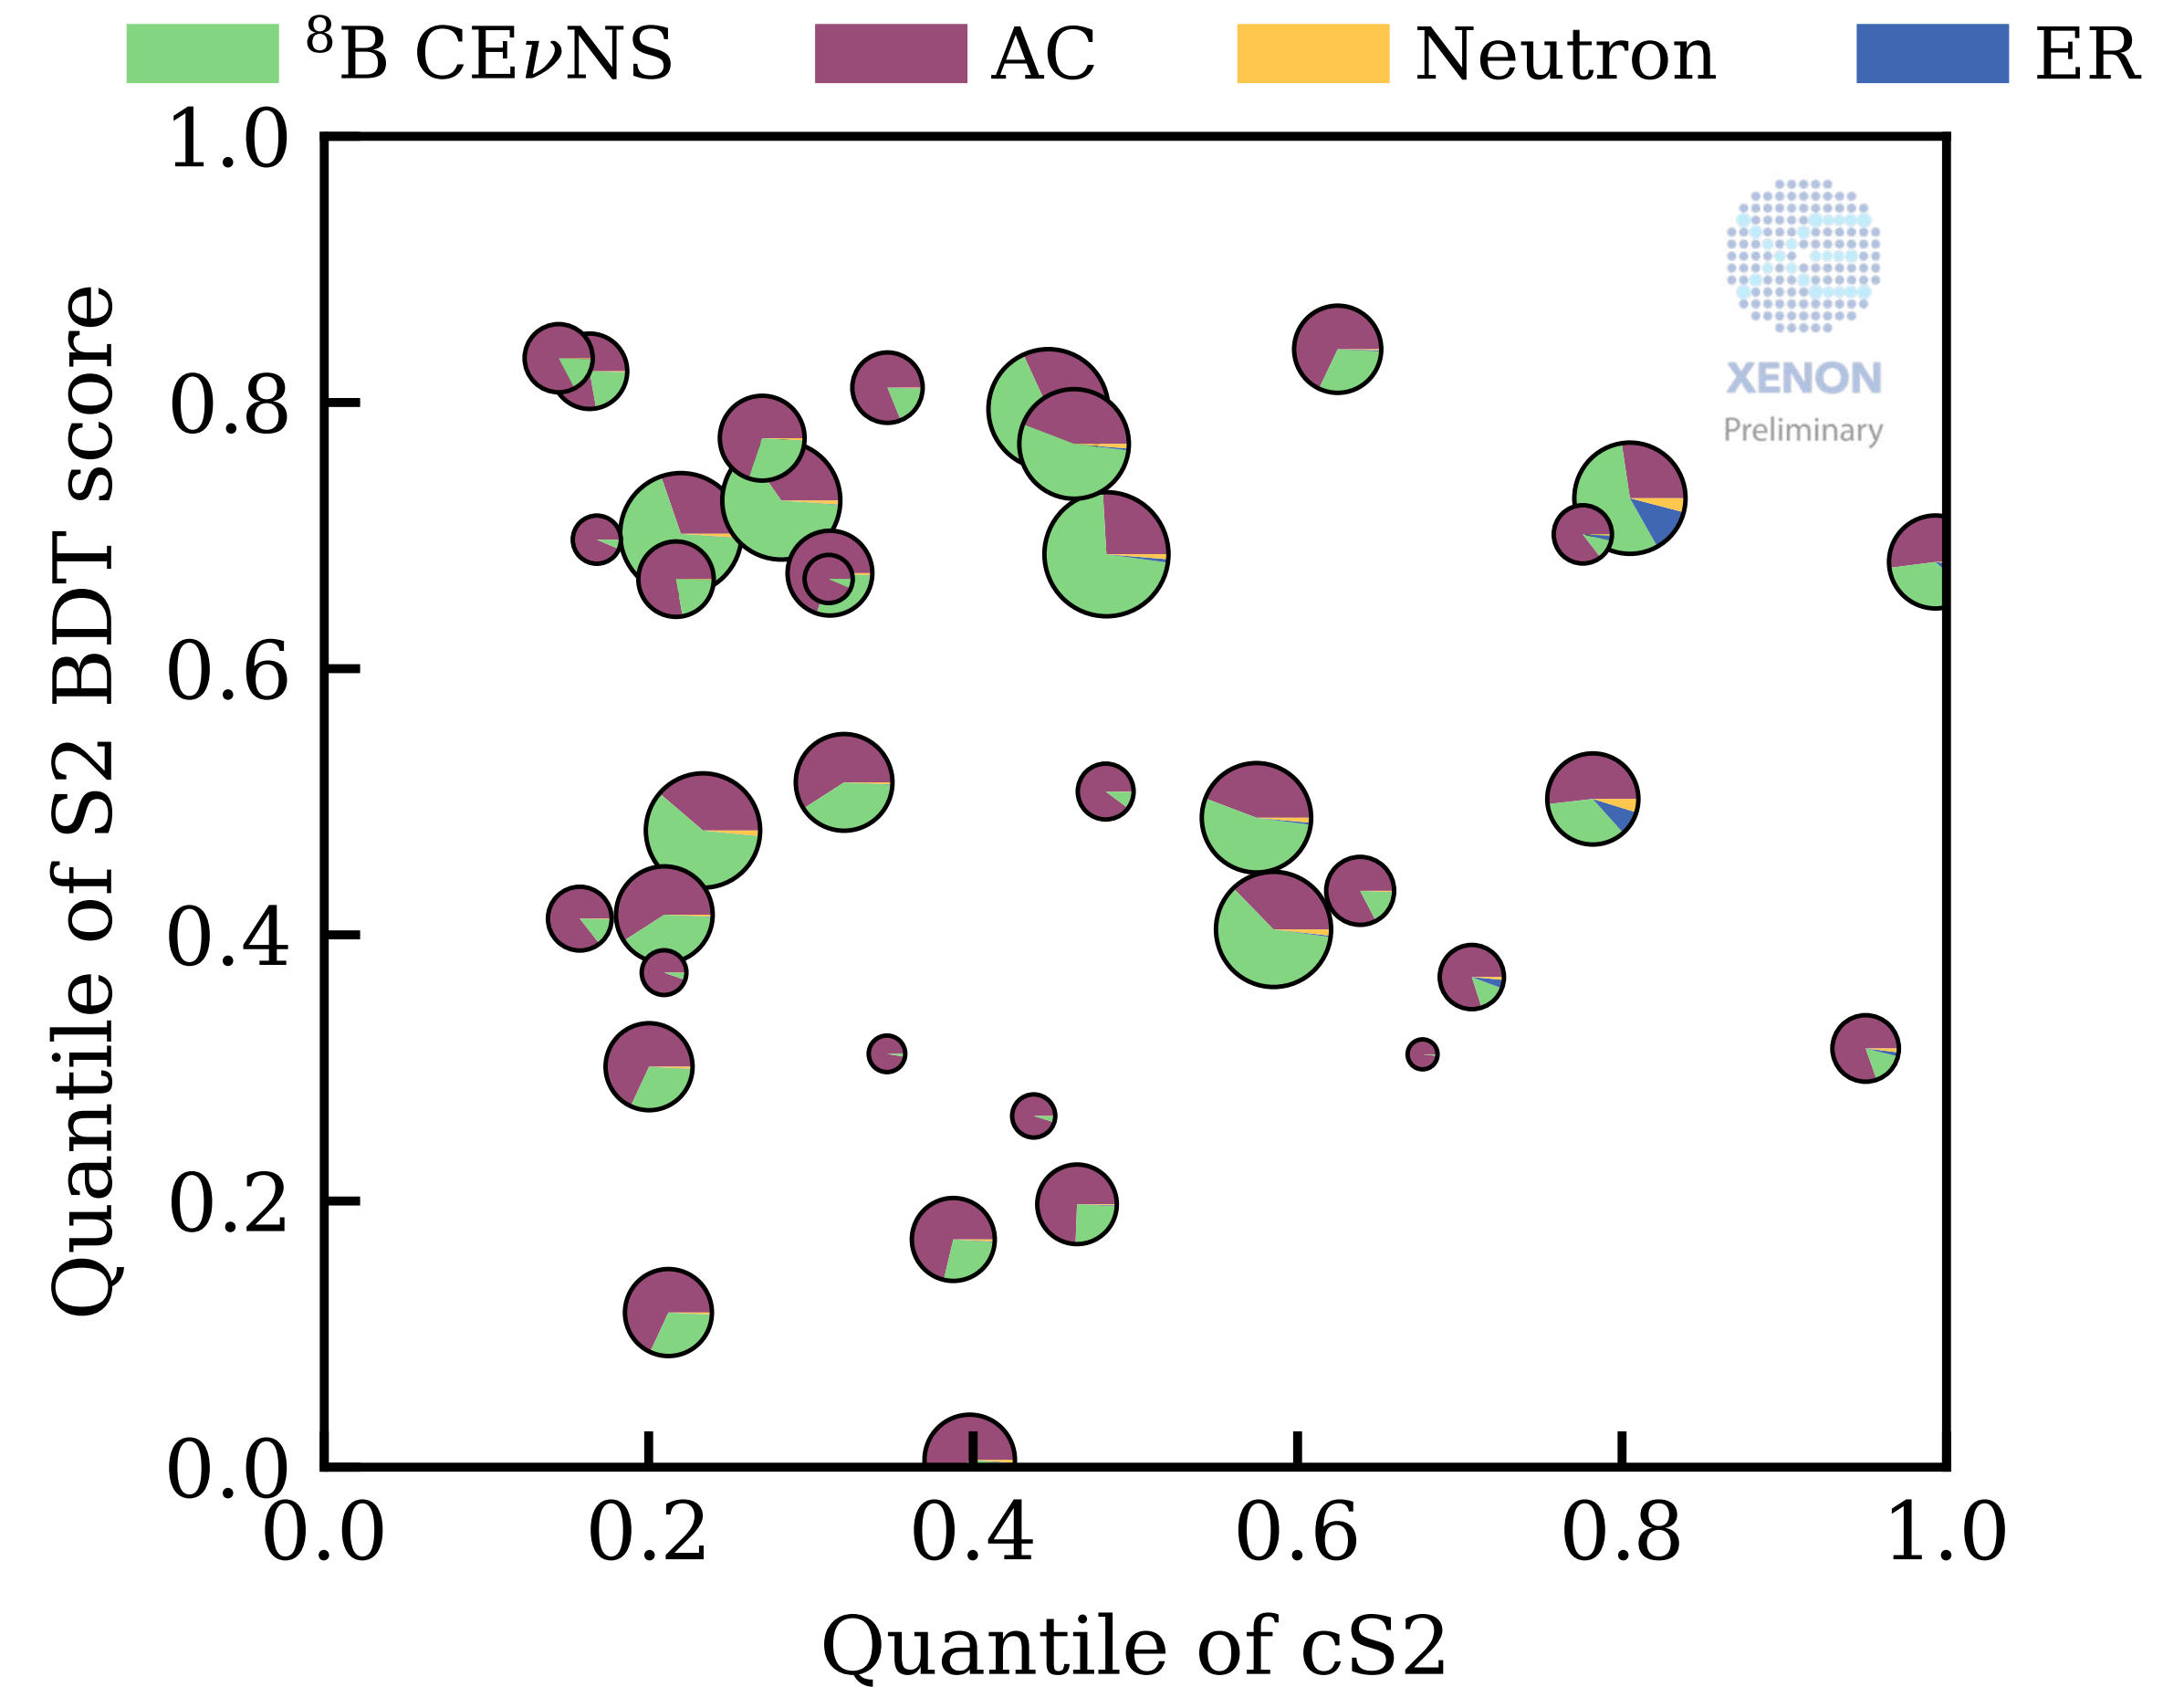 ⁸B CEνNS AC Neutron ER
1.0
0.8
0.6
0.4
0.2
0.0
Quantile of S2 BDT score
XENON
Preliminary
0.0 0.2 0.4 0.6 0.8 1.0
Quantile of cS2